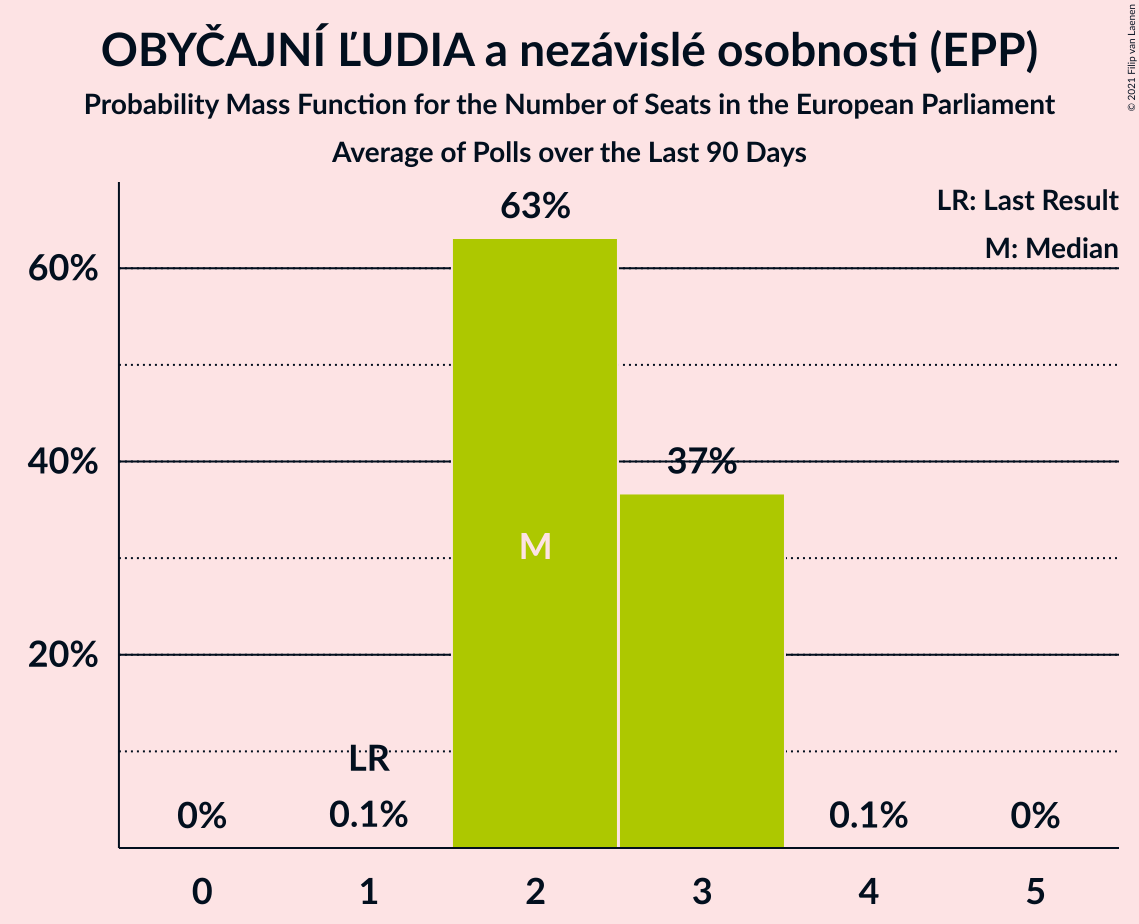 OBYČAJNÍ ĽUDIA a nezávislé osobnosti (EPP)
Probability Mass Function for the Number of Seats in the European Parliament
Average of Polls over the Last 90 Days
© 2021 Filip van Laenen
LR: Last Result
M: Median
63%
60%
40%
37%
M
20%
LR
0%
0.1%
0.1%
0%
0 1 2 3 4 5